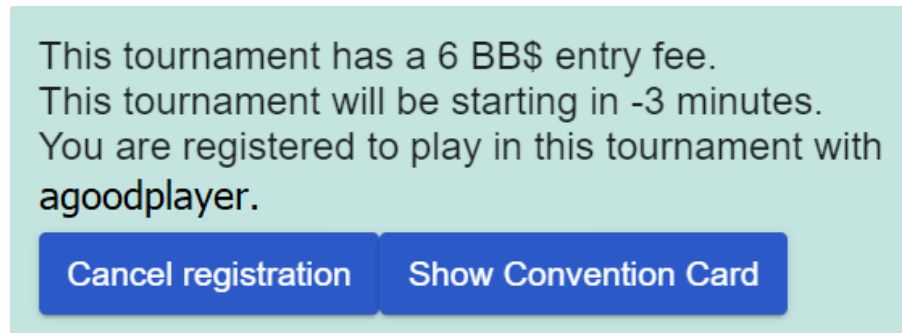 This tournament has a 6 BB$ entry fee.
This tournament will be starting in -3 minutes.
You are registered to play in this tournament with
agoodplayer.
Cancel registration Show Convention Card